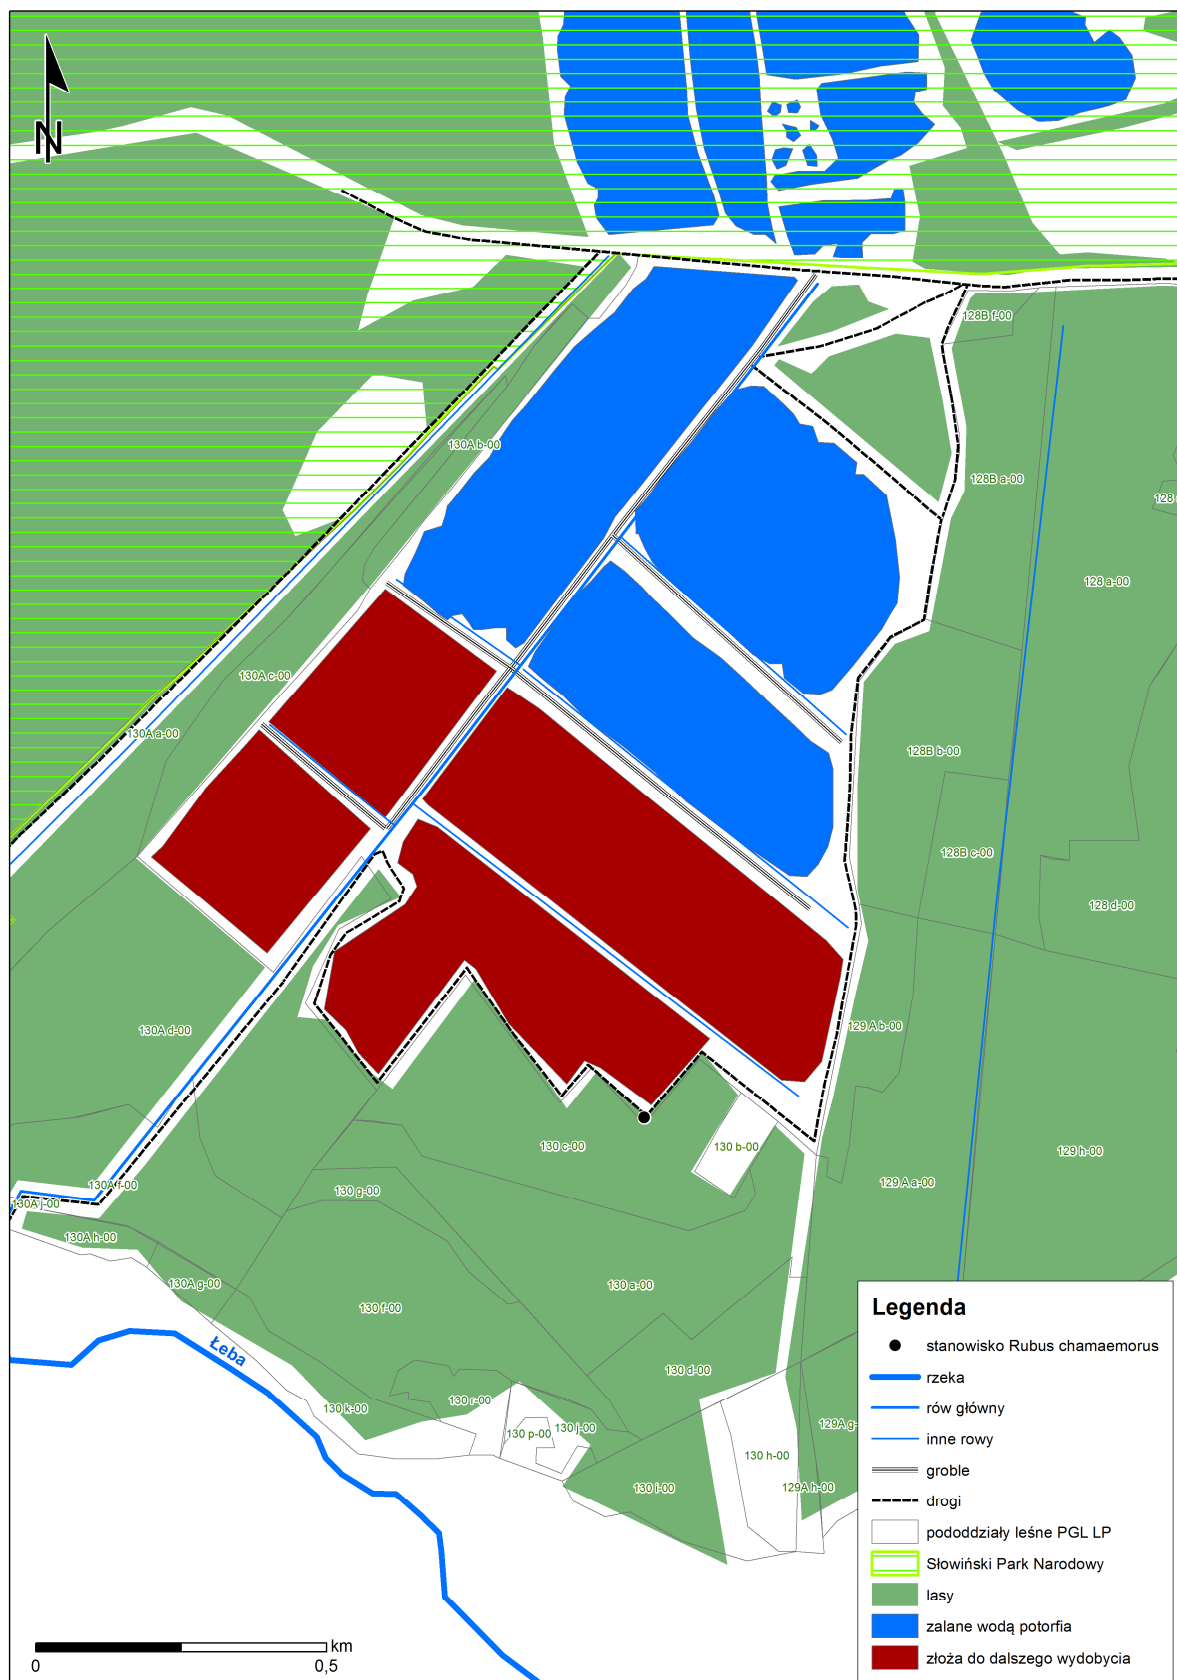 N
128B f-00
130A b-00
128B a-00
128
128 a-00
130A c-00
130A a-00
128B b-00
128B c-00
128 d-00
130A d-00
129 A b-00
130 c-00
130 b-00
129 h-00
130A f-00
129 A a-00
130A j-00
130 g-00
130A h-00
130A g-00
130 a-00
130 f-00
Łeba
130 d-00
130 r-00
130 k-00
130 p-00
130 j-00
129A g-
130 h-00
130 i-00
129A h-00
Legenda
stanowisko Rubus chamaemorus
rzeka
rów główny
inne rowy
groble
drogi
pododdziały leśne PGL LP
Słowiński Park Narodowy
lasy
zalane wodą potorfia
złoża do dalszego wydobycia
km
0
0,5